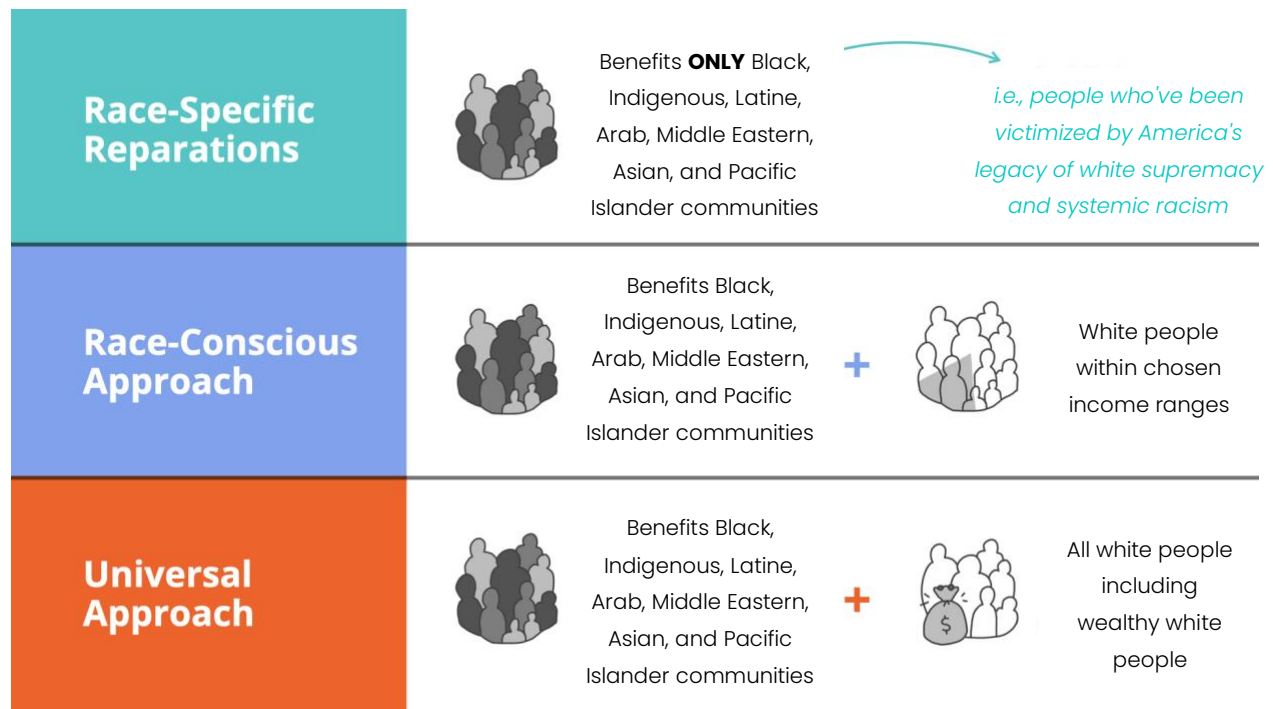 Race-Specific
Reparations
Benefits ONLY Black,
Indigenous, Latine,
Arab, Middle Eastern,
Asian, and Pacific
Islander communities
i.e., people who've been
victimized by America's
legacy of white supremacy
and systemic racism
Race-Conscious
Approach
Benefits Black,
Indigenous, Latine,
Arab, Middle Eastern,
Asian, and Pacific
Islander communities
+
White people
within chosen
income ranges
Universal
Approach
Benefits Black,
Indigenous, Latine,
Arab, Middle Eastern,
Asian, and Pacific
Islander communities
+
$
All white people
including
wealthy white
people